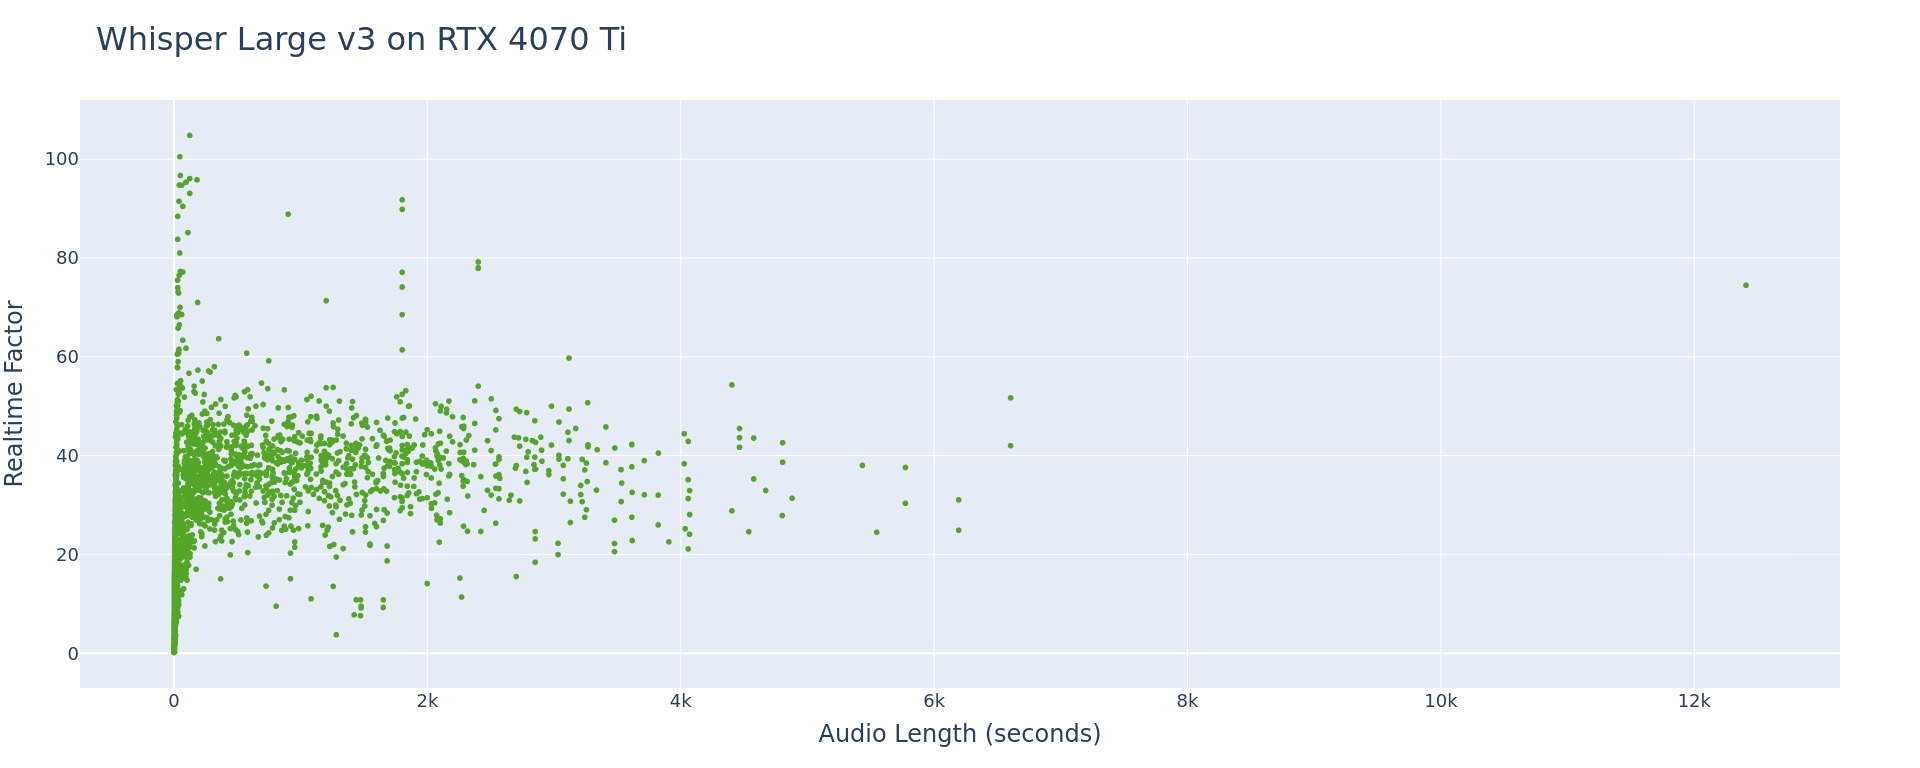 Whisper Large v3 on RTX 4070 Ti
100
80
60
40
20
0
Realtime Factor
0
2k
4k
6k
8k
10k
12k
Audio Length (seconds)